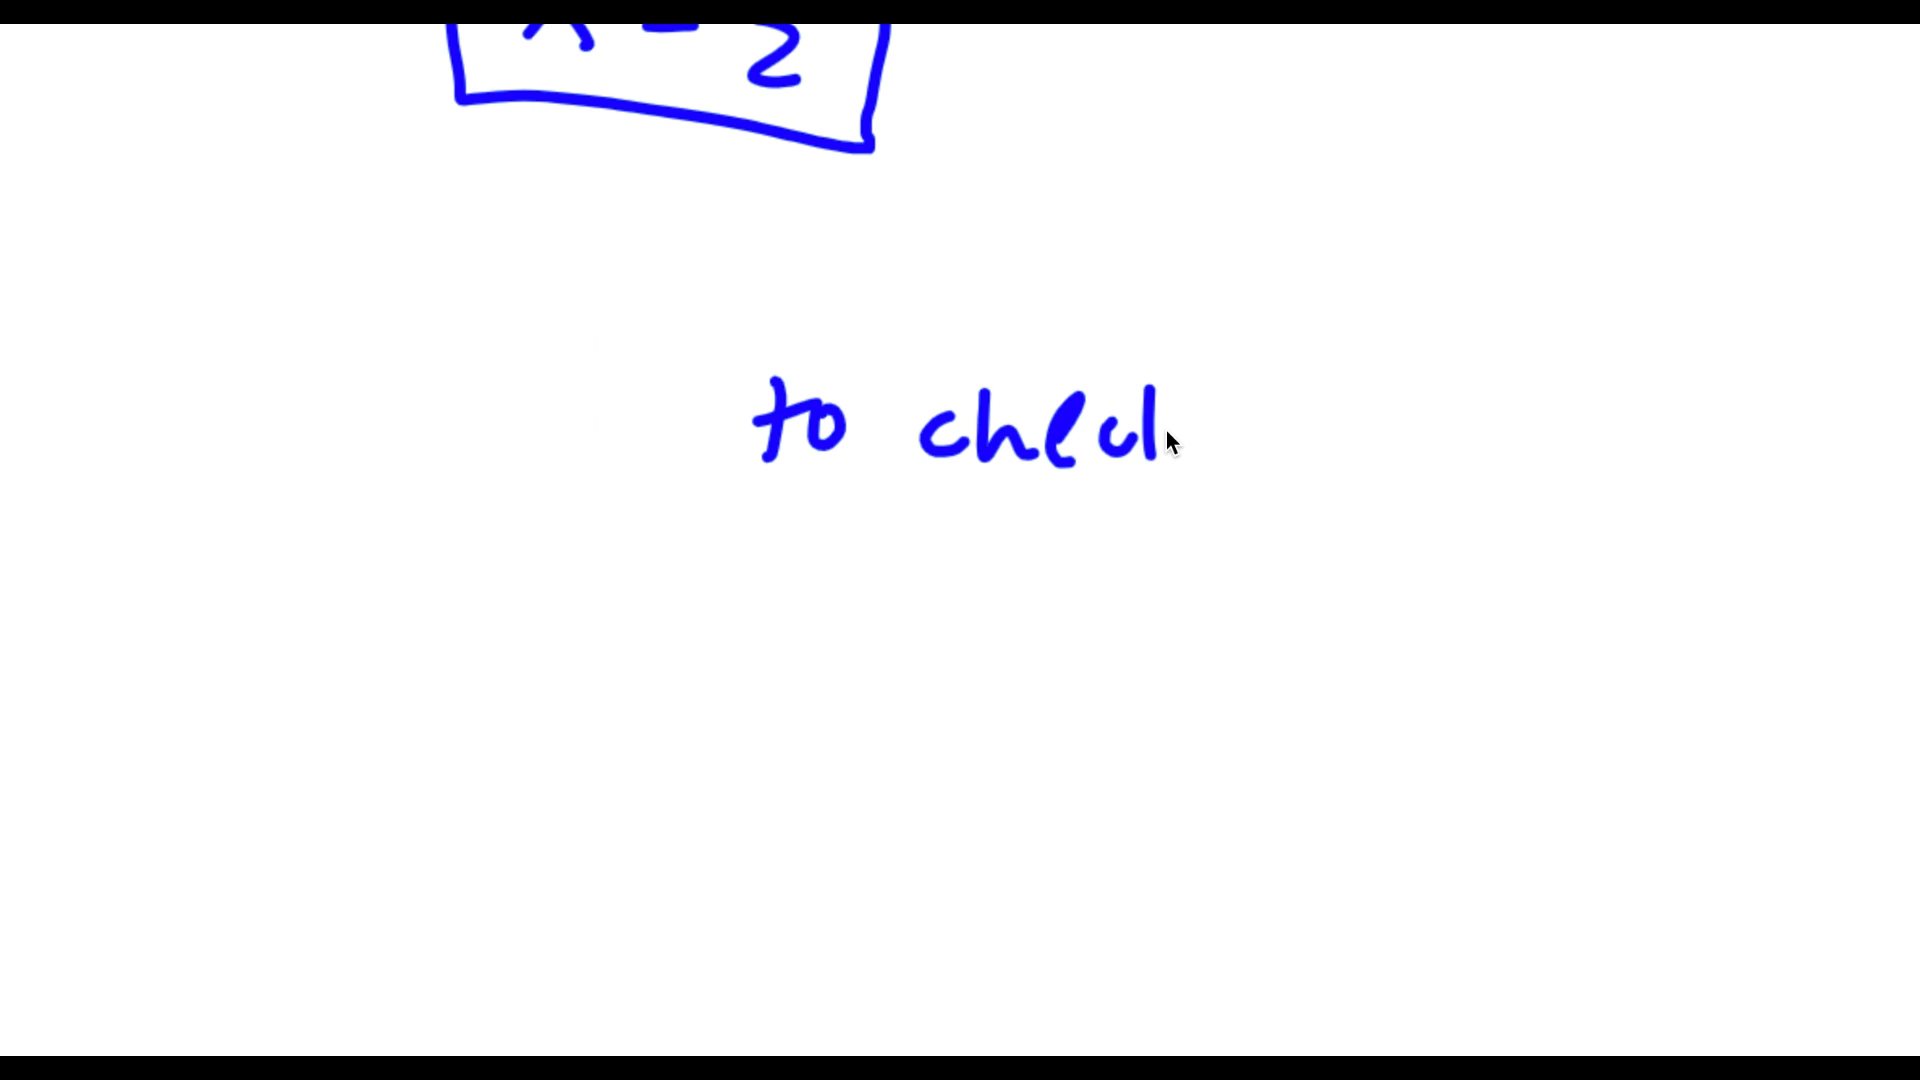 x = 2
to chec